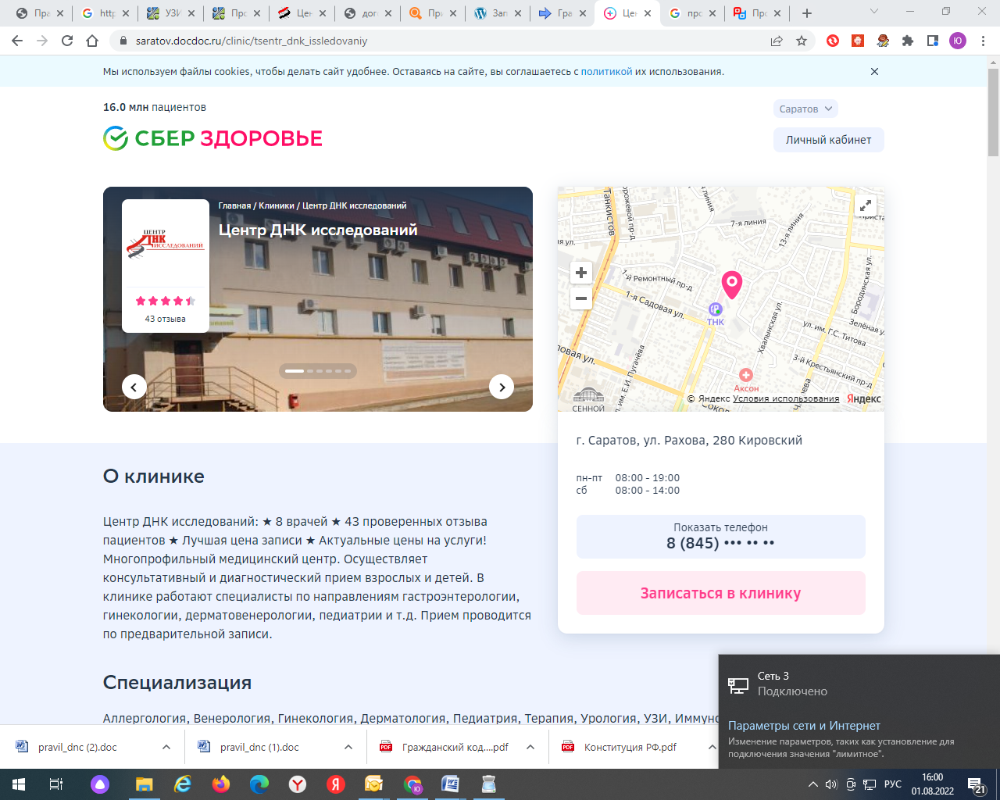 Пра
http
УЗИ
Про
Цен
дог
При
Зап
Гра
Цен
про
Про
saratov.docdoc.ru/clinic/tsentr_dnk_issledovaniy
Ю
Мы используем файлы cookies, чтобы делать сайт удобнее. Оставаясь на сайте, вы соглашаетесь с политикой их использования.
16.0 млн пациентов
Саратов
СБЕР ЗДОРОВЬЕ
Личный кабинет
Главная / Клиники / Центр ДНК исследований
Центр ДНК исследований
ЦЕНТР
ДНК
ИССЛЕДОВАНИЙ
43 отзыва
Танкистов
7-я линия
13-я линия
1-й Ремонтный пр-д
1-я Садовая ул.
ТНК
Бородинская ул.
Зелёная у
ул. им. Г.С. Титова
Хвалынская ул.
3-й Крестьянский пр-д
ул. им. Е.И. Пугачёва
Аксон
СЕННОЙ
© Яндекс Условия использования Яндекс
г. Саратов, ул. Рахова, 280 Кировский
пн-пт 08:00 - 19:00
сб 08:00 - 14:00
Показать телефон
8 (845) ••• •• ••
Записаться в клинику
О клинике
Центр ДНК исследований: ★ 8 врачей ★ 43 проверенных отзыва
пациентов ★ Лучшая цена записи ★ Актуальные цены на услуги!
Многопрофильный медицинский центр. Осуществляет
консультативный и диагностический прием взрослых и детей. В
клинике работают специалисты по направлениям гастроэнтерологии,
гинекологии, дерматовенерологии, педиатрии и т.д. Прием проводится
по предварительной записи.
Специализация
Аллергология, Венерология, Гинекология, Дерматология, Педиатрия, Терапия, Урология, УЗИ, Иммуно
Сеть 3
Подключено
Параметры сети и Интернет
Изменение параметров, таких как установление для
подключения значения "лимитное".
pravil_dnc (2).doc
pravil_dnc (1).doc
Гражданский код....pdf
Конституция РФ.pdf
РУС
16:00
01.08.2022
21